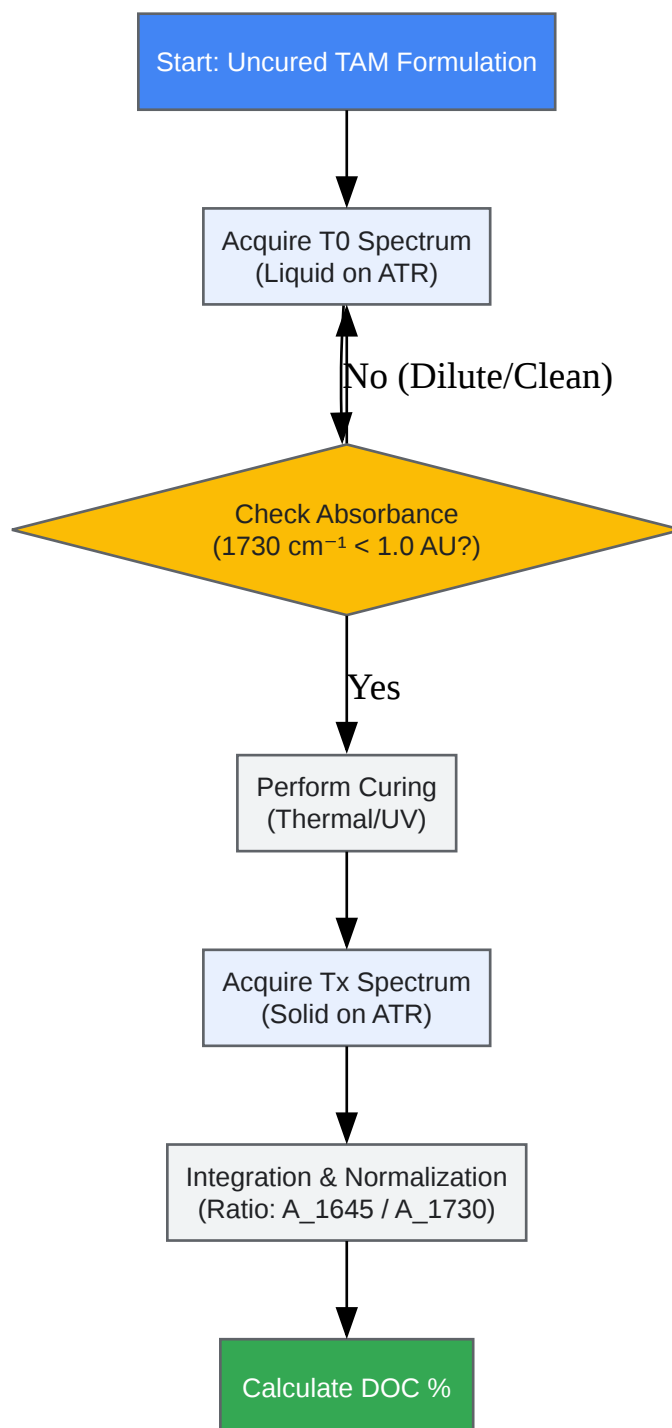 Start: Uncured TAM Formulation
Acquire T0 Spectrum
(Liquid on ATR)
No (Dilute/Clean)
Check Absorbance
(1730 cm⁻¹ < 1.0 AU?)
Yes
Perform Curing
(Thermal/UV)
Acquire Tx Spectrum
(Solid on ATR)
Integration & Normalization
(Ratio: A_1645 / A_1730)
Calculate DOC %